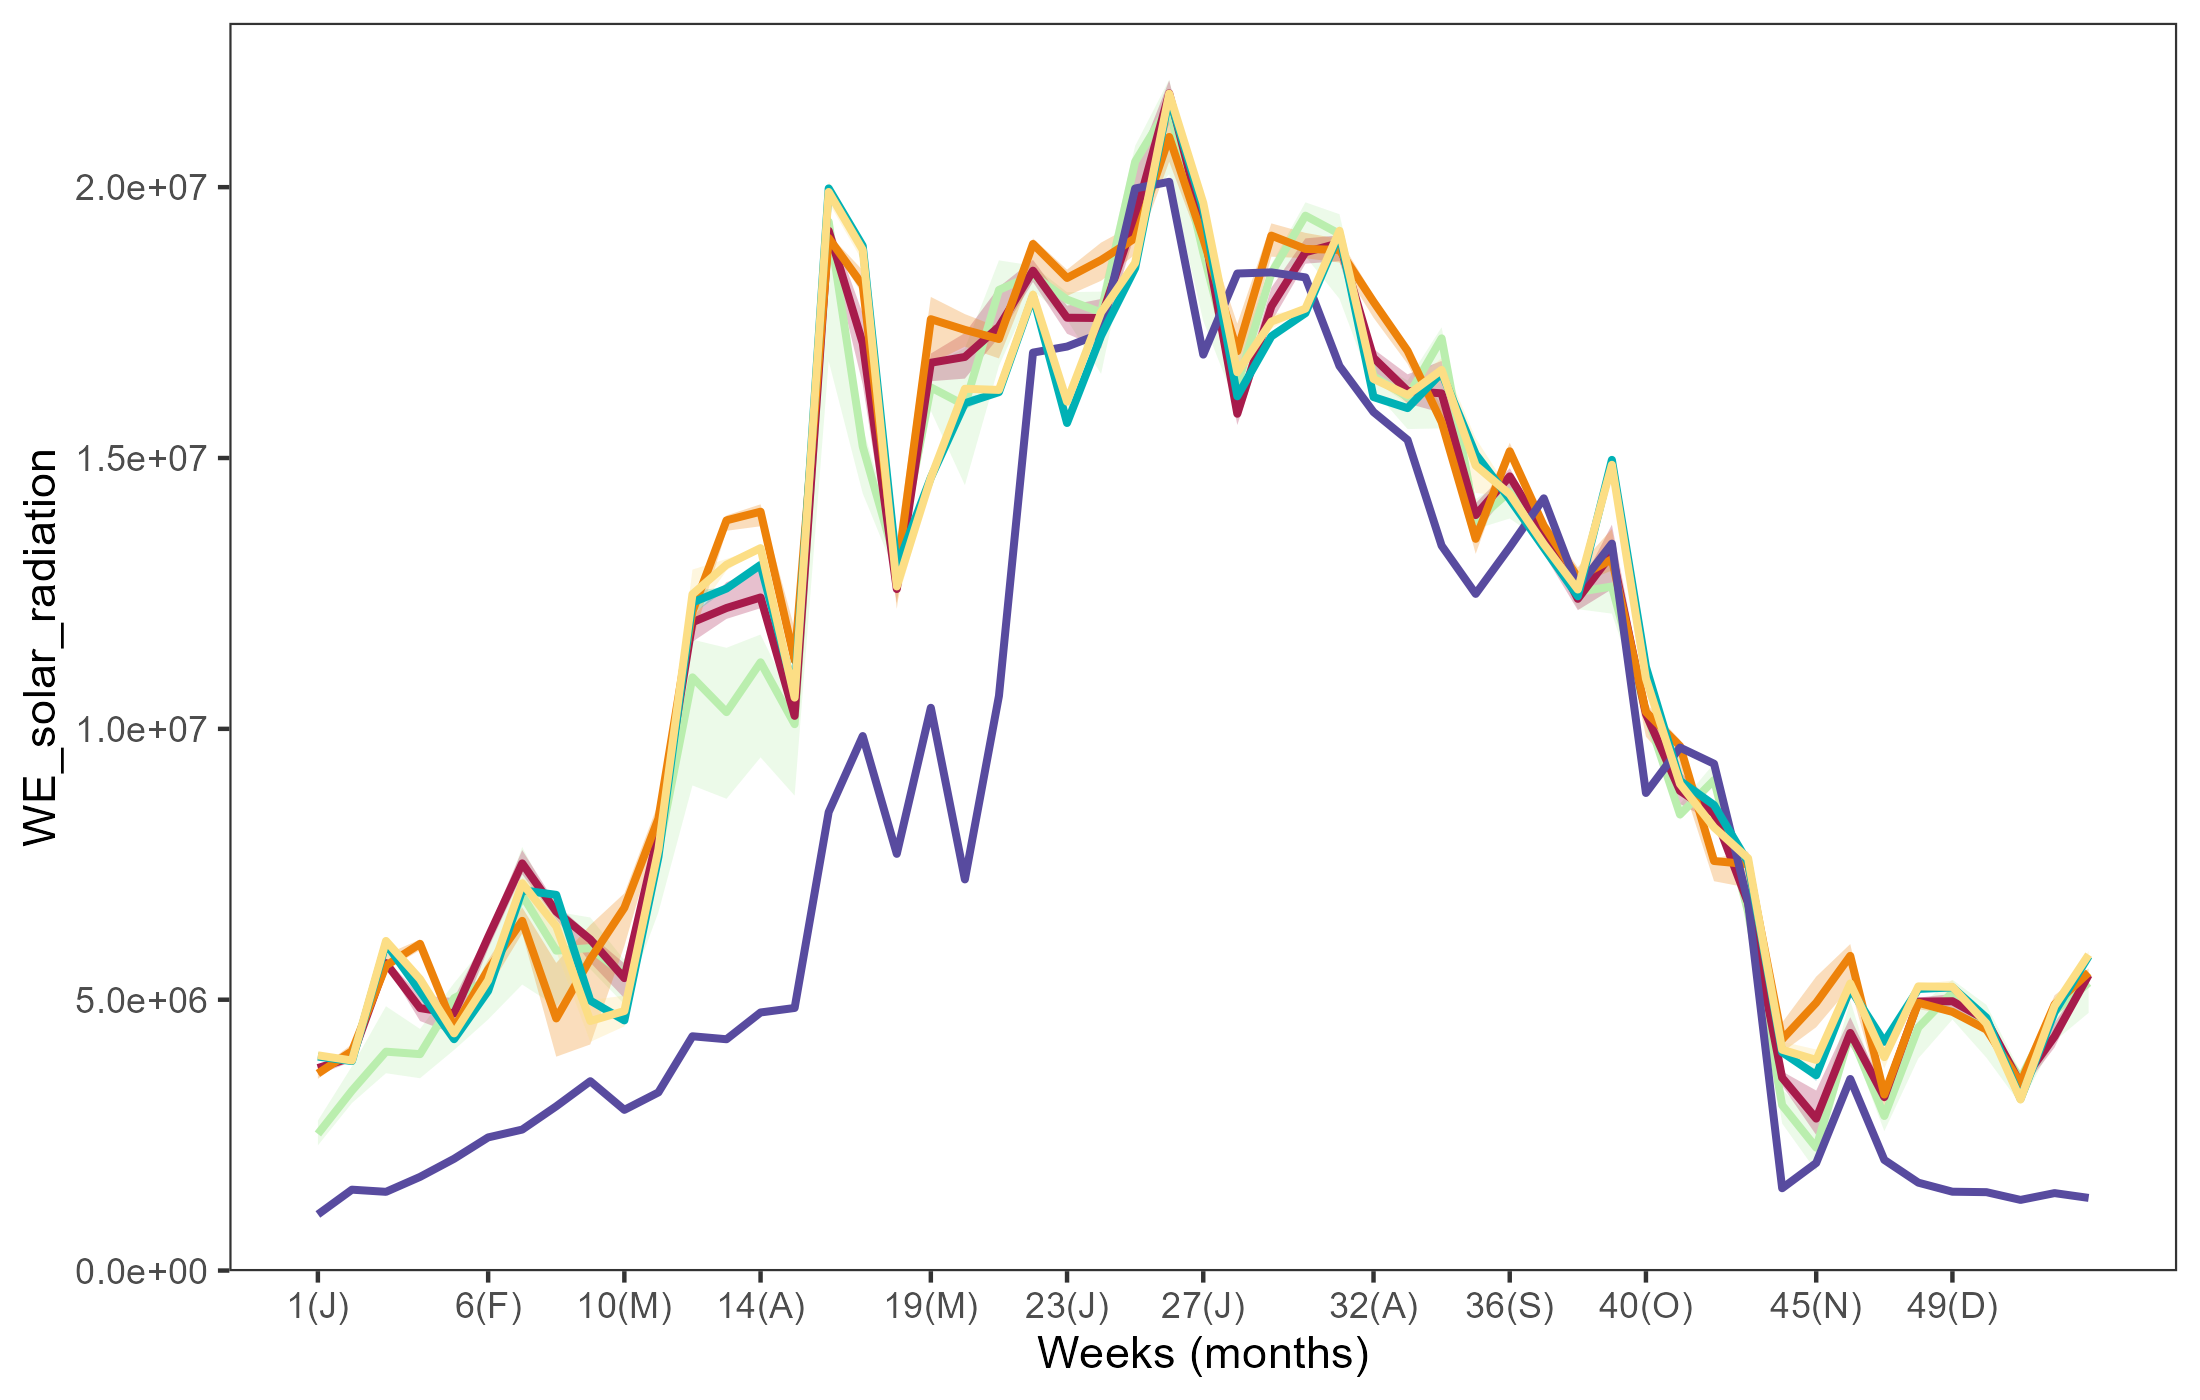 WE_solar_radiation
2.0e+07
1.5e+07
1.0e+07
5.0e+06
0.0e+00
1(J) 6(F) 10(M) 14(A) 19(M) 23(J) 27(J) 32(A) 36(S) 40(O) 45(N) 49(D)
Weeks (months)